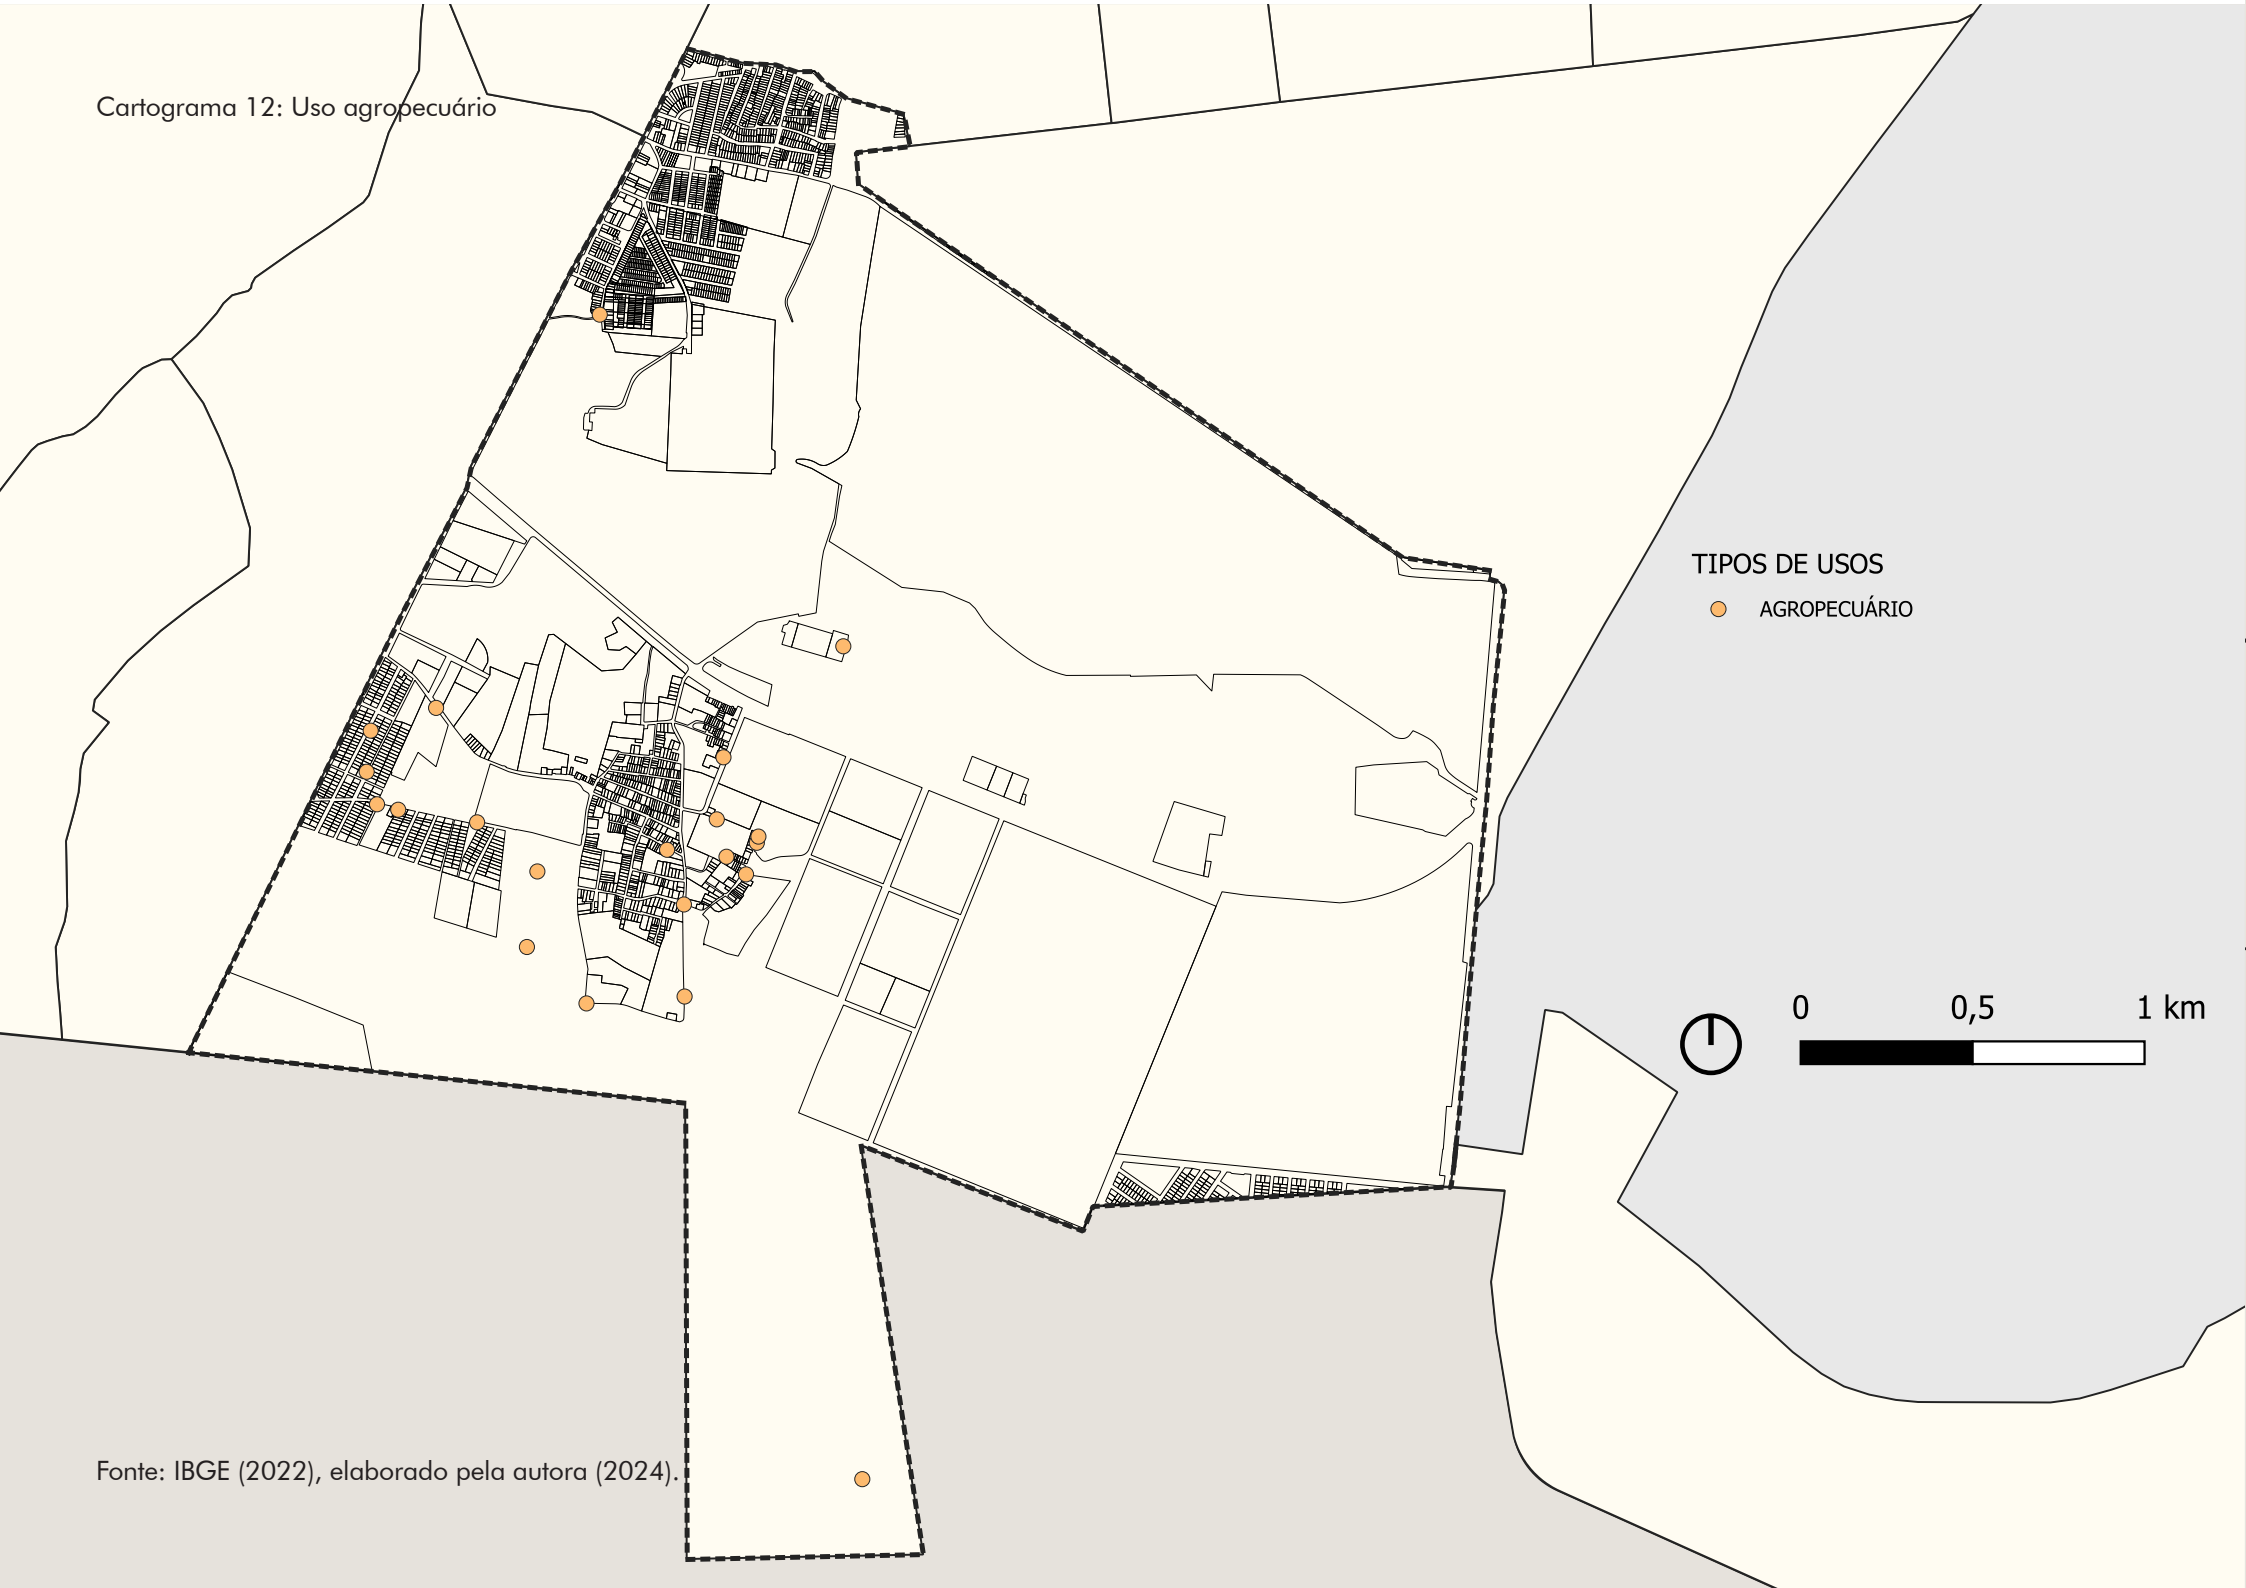 Cartograma 12: Uso agropecuário
TIPOS DE USOS
AGROPECUÁRIO
0 0,5 1 km
Fonte: IBGE (2022), elaborado pela autora (2024).